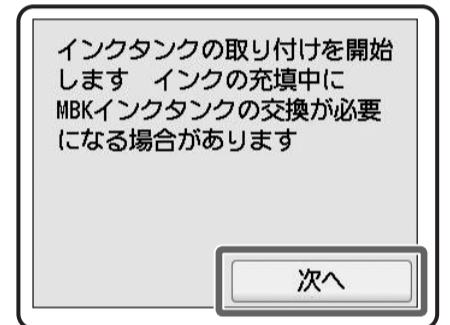 インクタンクの取り付けを開始
します　インクの充填中に
MBKインクタンクの交換が必要
になる場合があります
次へ